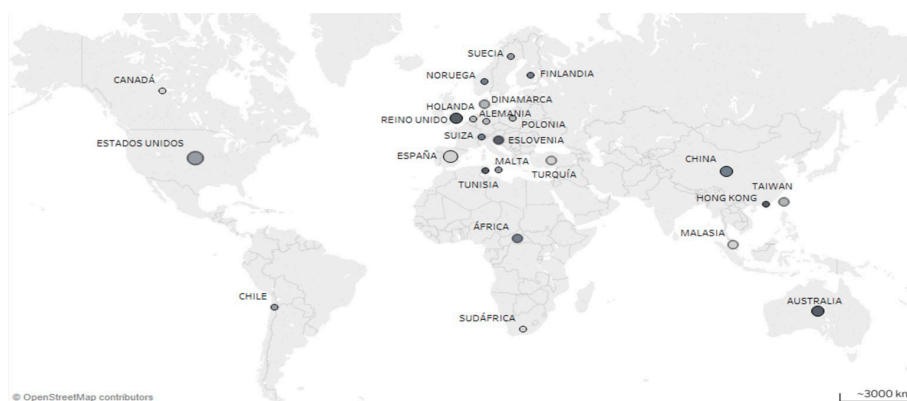 SUECIA
NORUEGA
FINLANDIA
CANADÁ
HOLANDA
DINAMARCA
ALEMANIA
REINO UNIDO
POLONIA
SUIZA
ESLOVENIA
ESTADOS UNIDOS
ESPAÑA
MALTA
TURQUÍA
TUNISIA
CHINA
TAIWAN
HONG KONG
ÁFRICA
MALASIA
CHILE
AUSTRALIA
SUDÁFRICA
© OpenStreetMap contributors
~3000 km